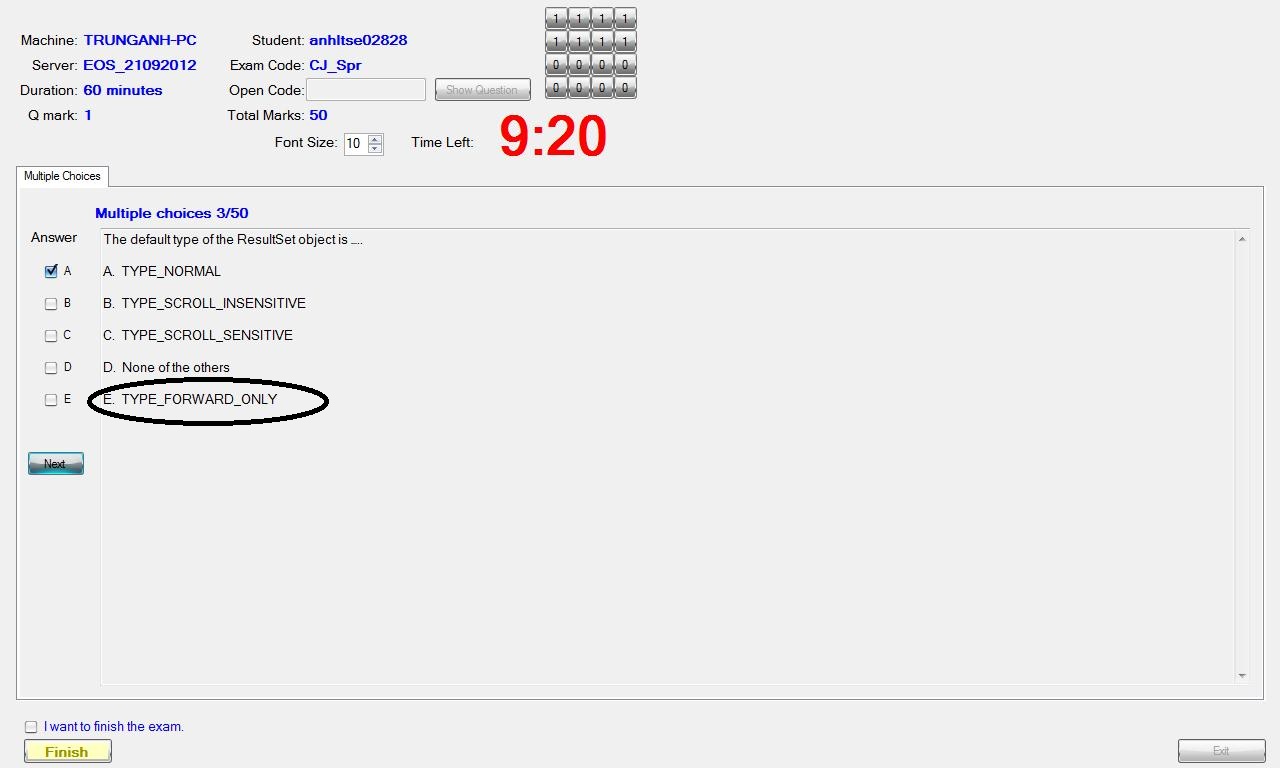 Machine: TRUNGANH-PC Student: anhltse02828
Server: EOS_21092012 Exam Code: CJ_Spr
Duration: 60 minutes Open Code: Show Question
Q mark: 1 Total Marks: 50
1 1 1 1
1 1 1 1
0 0 0 0
0 0 0 0
Font Size: 10 Time Left: 9:20
Multiple Choices
Multiple choices 3/50
Answer
The default type of the ResultSet object is ....
A A. TYPE_NORMAL
B B. TYPE_SCROLL_INSENSITIVE
C C. TYPE_SCROLL_SENSITIVE
D D. None of the others
E E. TYPE_FORWARD_ONLY
Next
I want to finish the exam.
Finish Exit